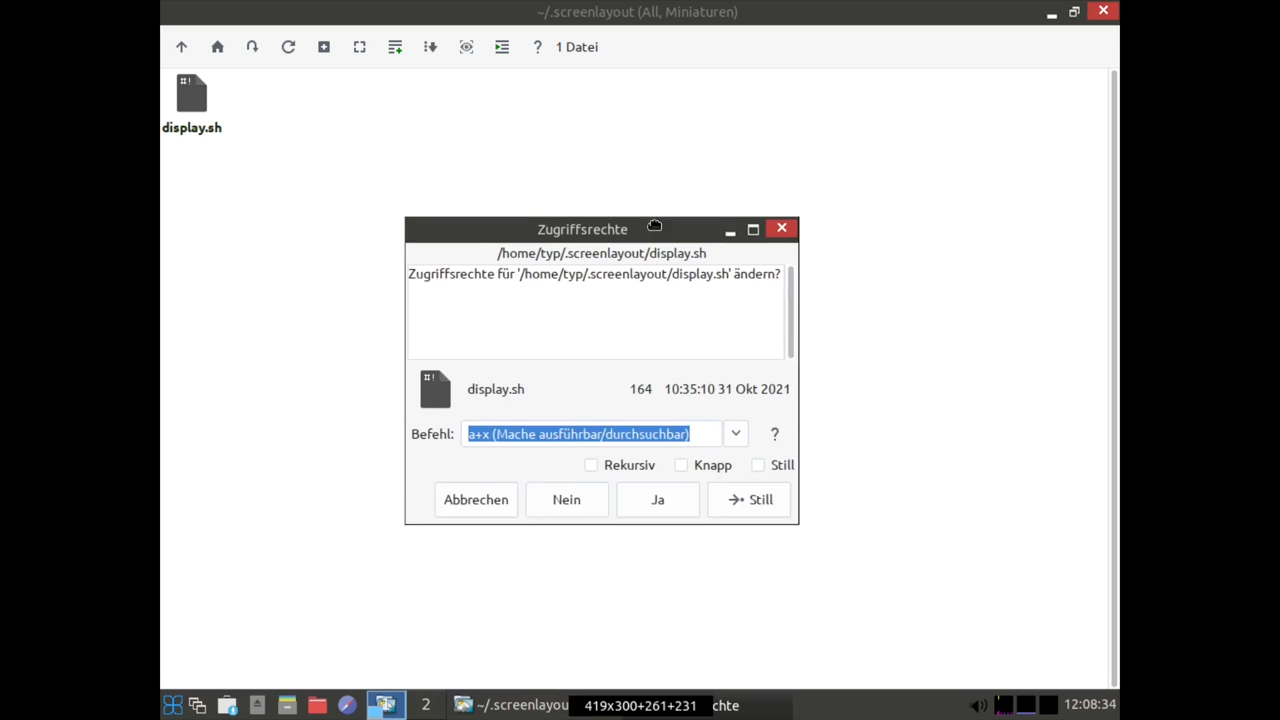 ~/.screenlayout (All, Miniaturen)
? 1 Datei
#!
display.sh
Zugriffsrechte
/home/typ/.screenlayout/display.sh
Zugriffsrechte für '/home/typ/.screenlayout/display.sh' ändern?
#! display.sh 164 10:35:10 31 Okt 2021
Befehl: a+x (Mache ausführbar/durchsuchbar) ?
Rekursiv Knapp Still
Abbrechen Nein Ja Still
2 ~/.screenlayou 419x300+261+231 chte 12:08:34